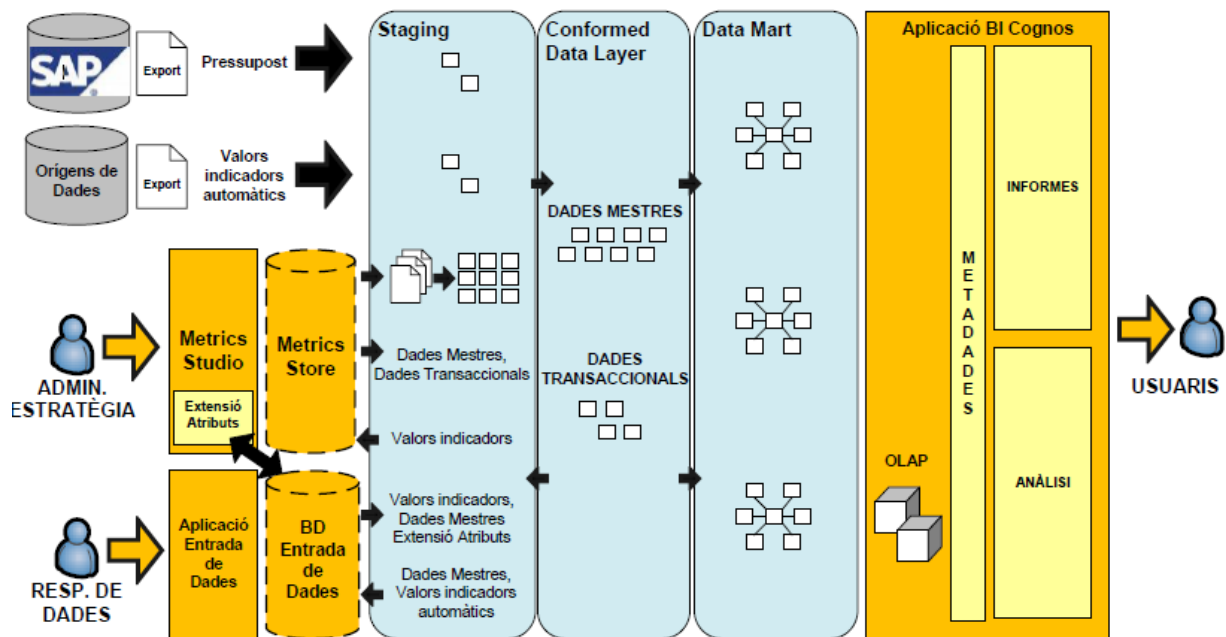 Staging
Conformed
Data Layer
Data Mart
Aplicació BI Cognos
SAP
Export
Pressupost
Orígens de
Dades
Export
Valors
indicadors
automàtics
DADES MESTRES
INFORMES
METADADES
Metrics
Studio
Metrics
Store
Dades Mestres,
Dades Transaccionals
DADES
TRANSACCIONALS
ADMIN.
ESTRATÈGIA
Extensió
Atributs
Valors indicadors
USUARIS
OLAP
ANÀLISI
Aplicació
Entrada
de
Dades
BD
Entrada
de
Dades
Valors indicadors,
Dades Mestres
Extensió Atributs
Dades Mestres,
Valors indicadors
automàtics
RESP. DE
DADES